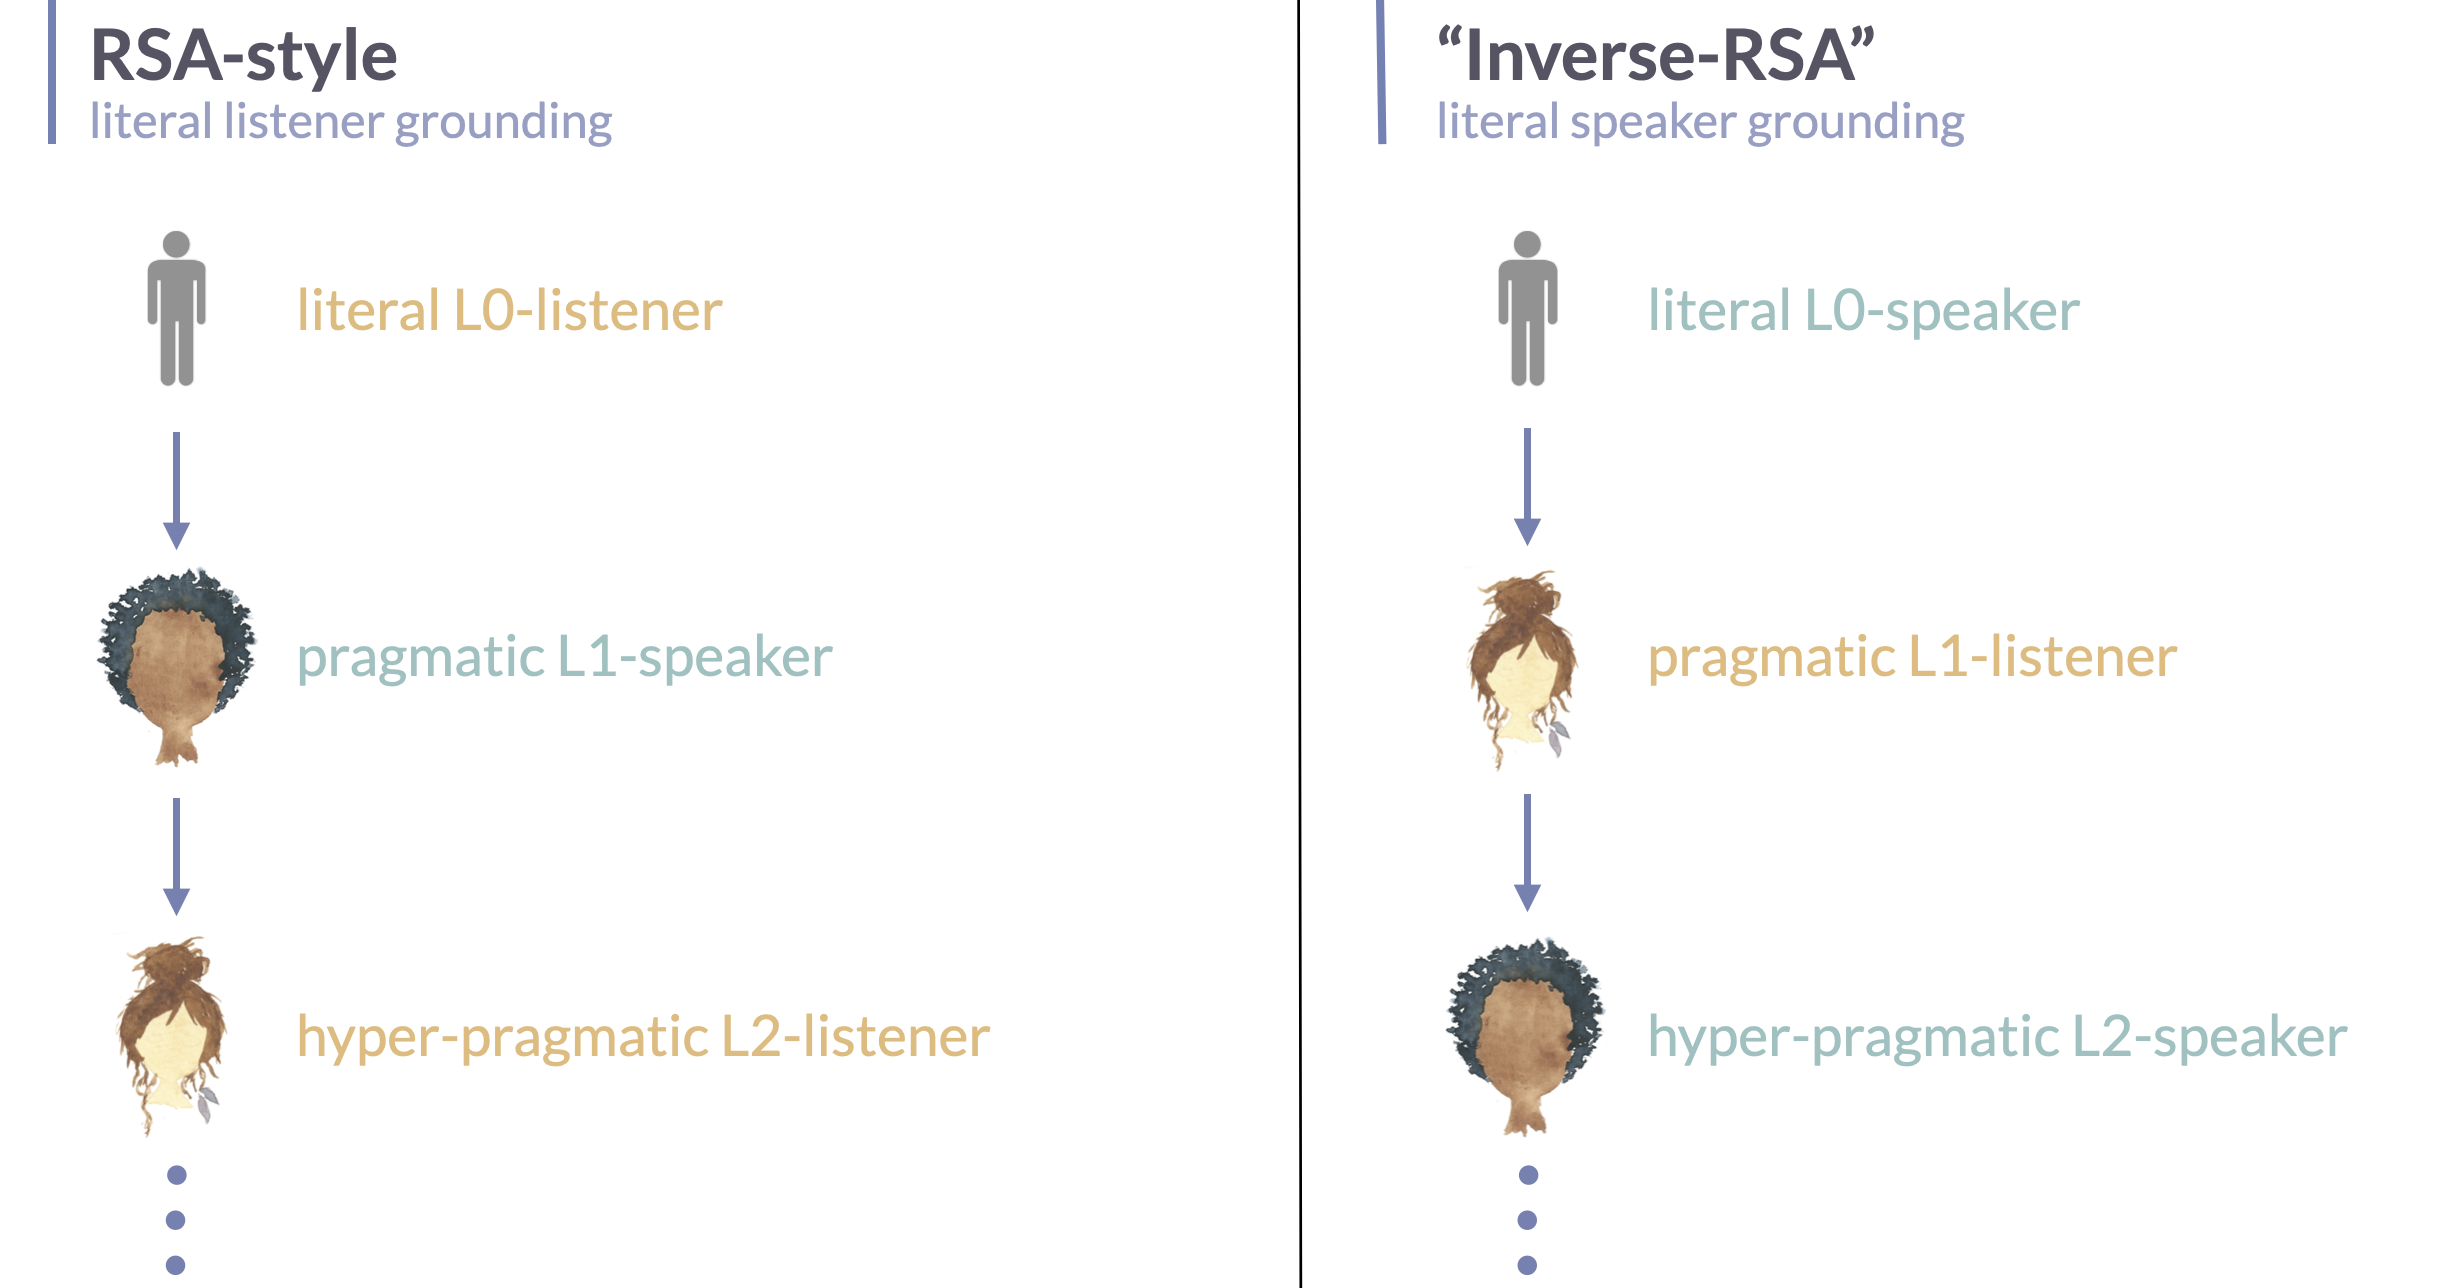 RSA-style
literal listener grounding
literal L0-listener
pragmatic L1-speaker
hyper-pragmatic L2-listener
“Inverse-RSA”
literal speaker grounding
literal L0-speaker
pragmatic L1-listener
hyper-pragmatic L2-speaker